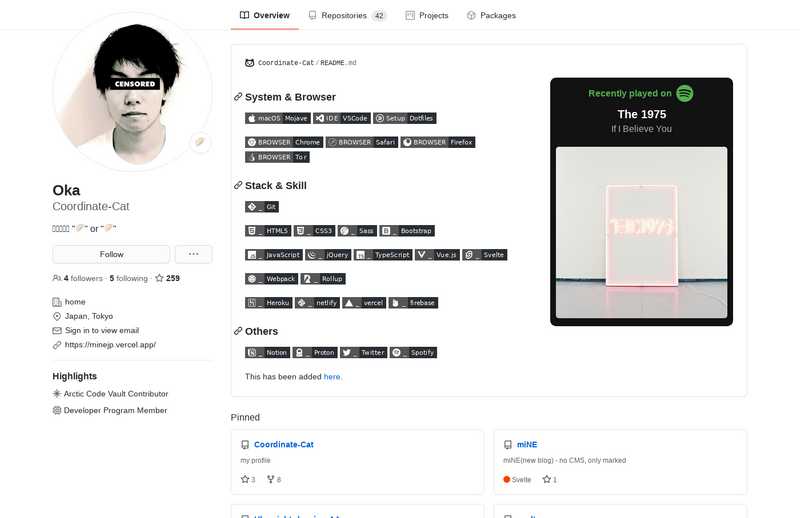 Overview
Repositories 42
Projects
Packages
CENSORED
Oka
Coordinate-Cat
" " or " "
Follow
4 followers · 5 following · 259
home
Japan, Tokyo
Sign in to view email
https://minejp.vercel.app/
Highlights
Arctic Code Vault Contributor
Developer Program Member
Coordinate-Cat/README.md
System & Browser
macOS Mojave
IDE VSCode
Setup Dotfiles
BROWSER Chrome
BROWSER Safari
BROWSER Firefox
BROWSER Tor
Stack & Skill
_ Git
_ HTML5
_ CSS3
_ Sass
_ Bootstrap
_ JavaScript
_ jQuery
_ TypeScript
_ Vue.js
_ Svelte
_ Webpack
_ Rollup
_ Heroku
_ netlify
_ vercel
_ firebase
Others
_ Notion
_ Proton
_ Twitter
_ Spotify
This has been added here.
Recently played on
The 1975
If I Believe You
Pinned
Coordinate-Cat
my profile
3
8
miNE
miNE(new blog) - no CMS, only marked
Svelte
1